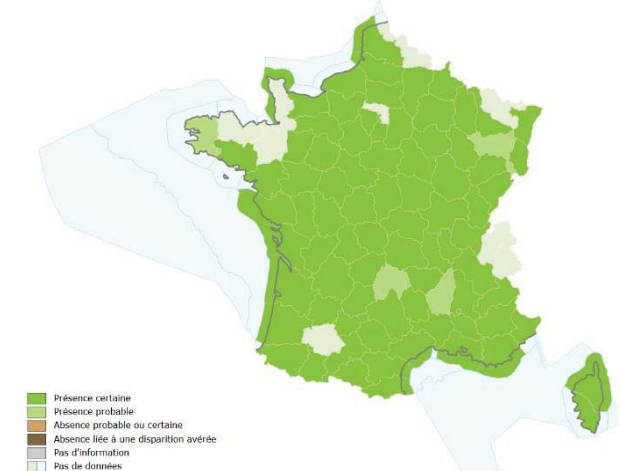 Présence certaine
Présence probable
Absence probable ou certaine
Absence liée à une disparition avérée
Pas d'information
Pas de données